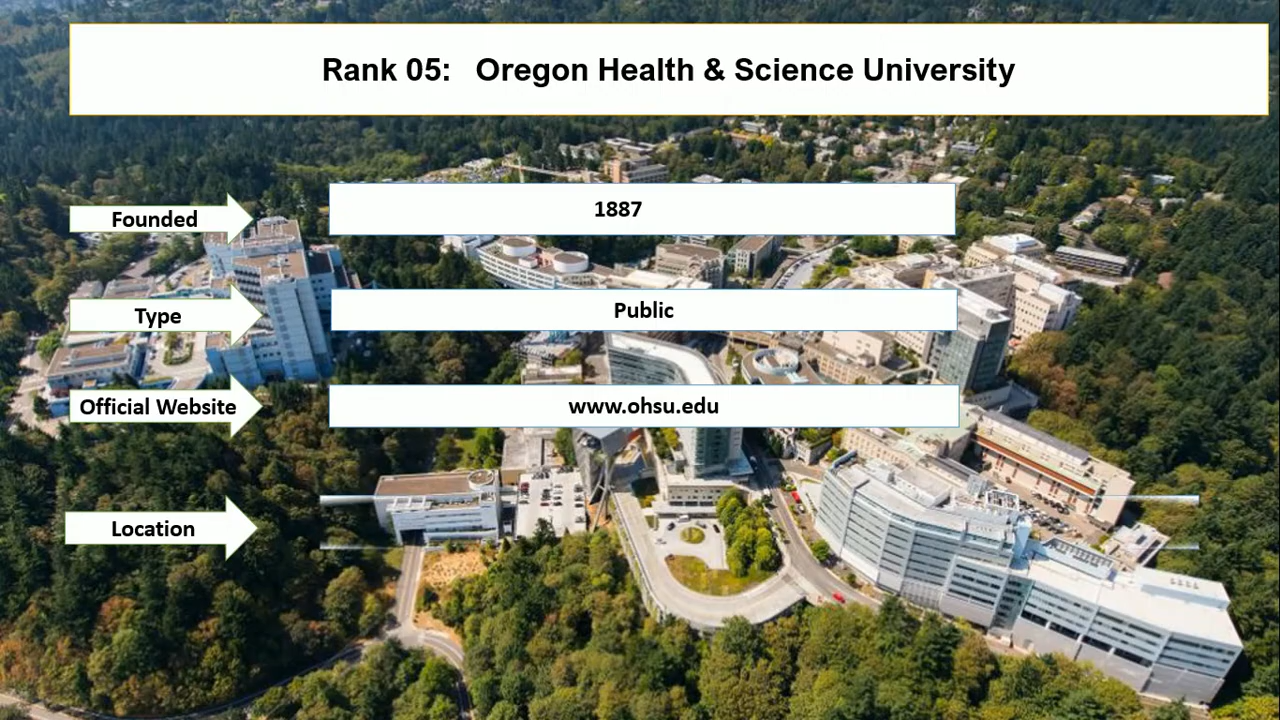 Rank 05: Oregon Health & Science University
Founded
1887
Type
Public
Official Website
www.ohsu.edu
Location